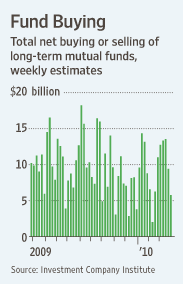 Fund Buying
Total net buying or selling of
long-term mutual funds,
weekly estimates
$20 billion
15
10
5
0
2009 '10
Source: Investment Company Institute